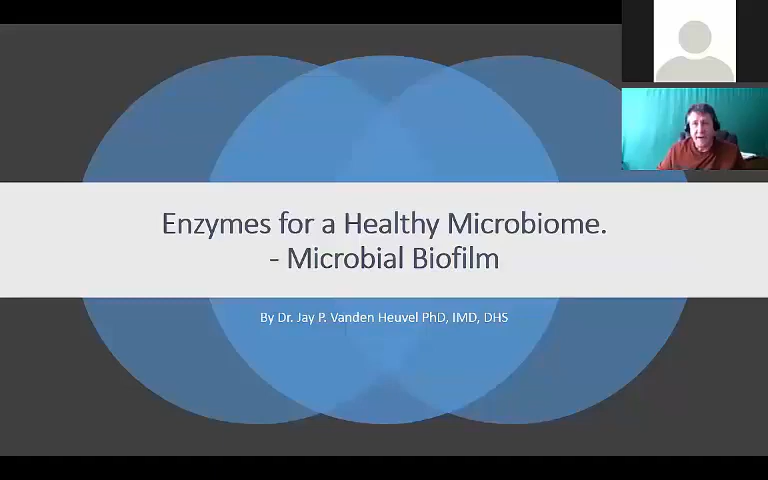 Enzymes for a Healthy Microbiome.
- Microbial Biofilm
By Dr. Jay P. Vanden Heuvel PhD, IMD, DHS